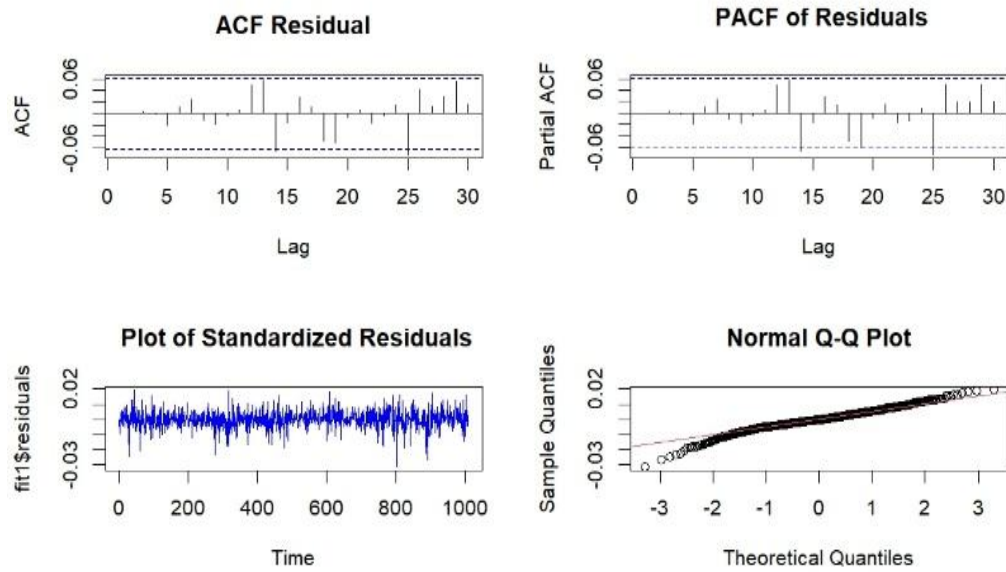 ACF Residual
ACF
0.06
-0.06
0 5 10 15 20 25 30
Lag
PACF of Residuals
Partial ACF
0.06
-0.06
0 5 10 15 20 25 30
Lag
Plot of Standardized Residuals
fit1$residuals
0.02
-0.03
0 200 400 600 800 1000
Time
Normal Q-Q Plot
Sample Quantiles
0.02
-0.03
-3 -2 -1 0 1 2 3
Theoretical Quantiles